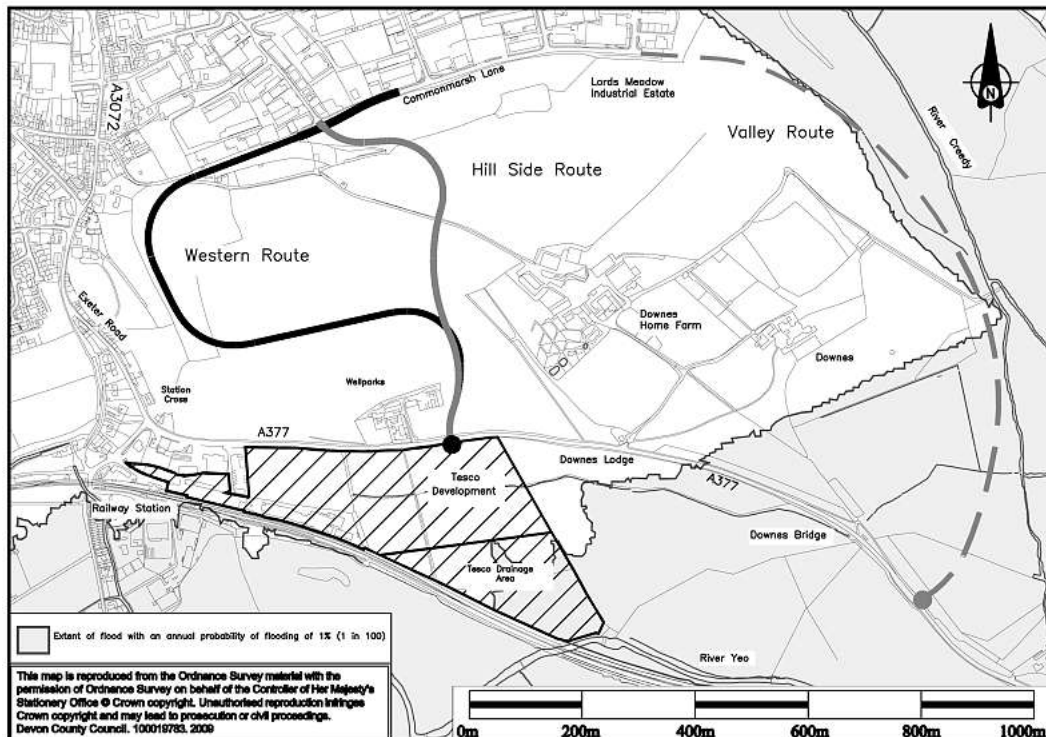 A3072
Commonmarsh Lane
Lords Meadow
Industrial Estate
N
River Creedy
Valley Route
Hill Side Route
Western Route
Exeter Road
Downes
Home Farm
Downes
Station
Cross
Wellparks
A377
Downes Lodge
Tesco
Development
A377
Railway Station
Downes Bridge
Tesco Drainage
Area
River Yeo
Extent of flood with an annual probability of flooding of 1% (1 in 100)
This map is reproduced from the Ordnance Survey material with the
permission of Ordnance Survey on behalf of the Controller of Her Majesty's
Stationery Office © Crown copyright. Unauthorised reproduction infringes
Crown copyright and may lead to prosecution or civil proceedings.
Devon County Council. 100019783. 2009
0m 200m 400m 600m 800m 1000m